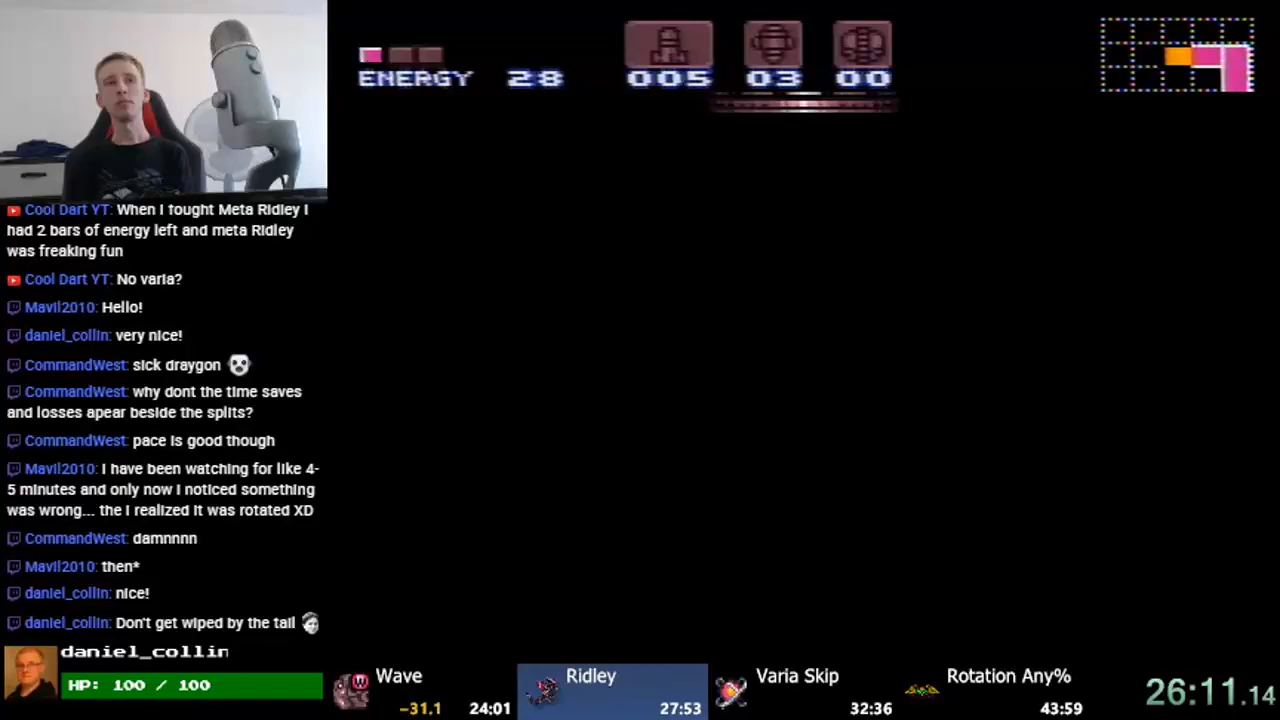 ENERGY 28 005 03 00
Cool Dart YT: When I fought Meta Ridley I
had 2 bars of energy left and meta Ridley
was freaking fun
Cool Dart YT: No varia?
Mavil2010: Hello!
daniel_collin: very nice!
CommandWest: sick draygon
CommandWest: why dont the time saves
and losses apear beside the splits?
CommandWest: pace is good though
Mavil2010: I have been watching for like 4-
5 minutes and only now I noticed something
was wrong... the I realized it was rotated XD
CommandWest: damnnnn
Mavil2010: then*
daniel_collin: nice!
daniel_collin: Don't get wiped by the tail
daniel_collin
HP: 100 / 100
Wave
−31.1 24:01
Ridley
27:53
Varia Skip
32:36
Rotation Any%
43:59
26:11.14